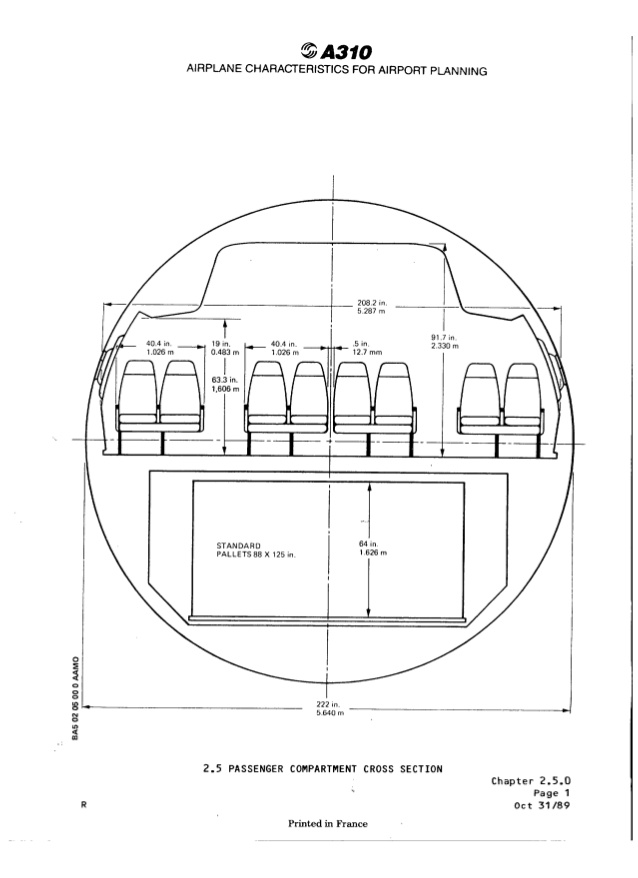 A310
AIRPLANE CHARACTERISTICS FOR AIRPORT PLANNING
208.2 in.
5.287 m
40.4 in.
1.026 m
19 in.
0.483 m
40.4 in.
1.026 m
.5 in.
12.7 mm
91.7 in.
2.330 m
63.3 in.
1,606 m
STANDARD
PALLETS 88 X 125 in.
64 in.
1.626 m
222 in.
5.640 m
BA5 02 05 00 0 AAMO
2.5 PASSENGER COMPARTMENT CROSS SECTION
Chapter 2.5.0
Page 1
R
Oct 31/89
Printed in France